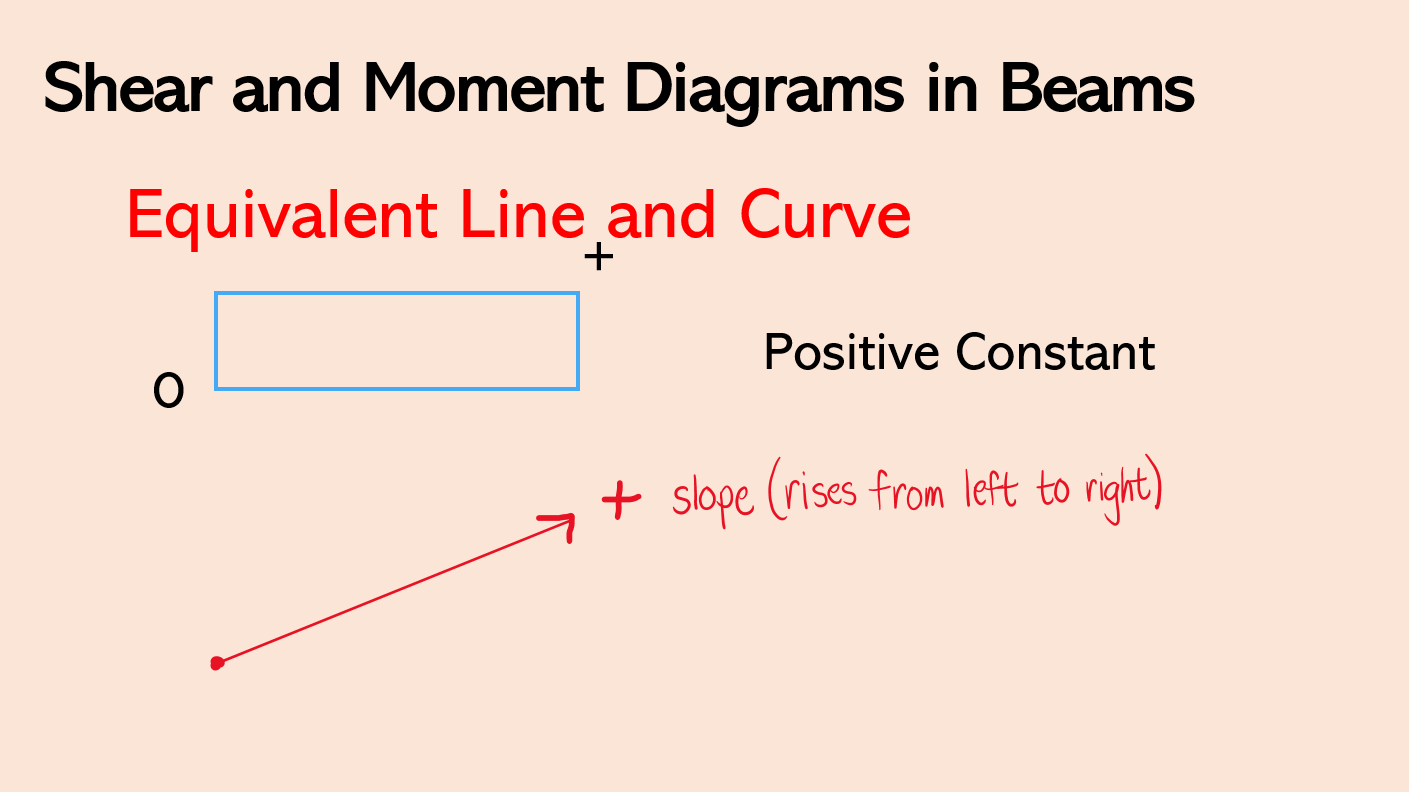 Shear and Moment Diagrams in Beams
Equivalent Line and Curve
+
Positive Constant
0
+ slope (rises from left to right)